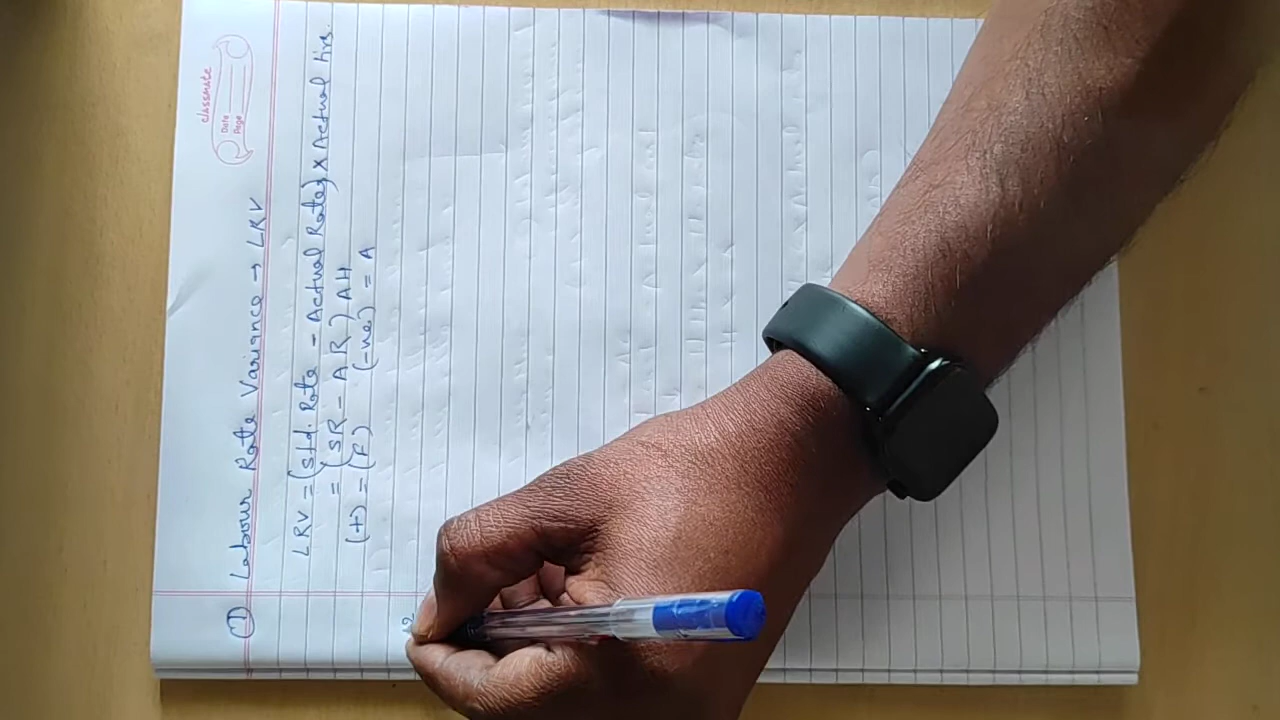 classmate
Date
Page
① Labour Rate Variance → LRV
LRV = (Std. Rate - Actual Rate) × Actual Hrs.
= (SR - AR) AH
(+) = (F) (-ve) = A
2